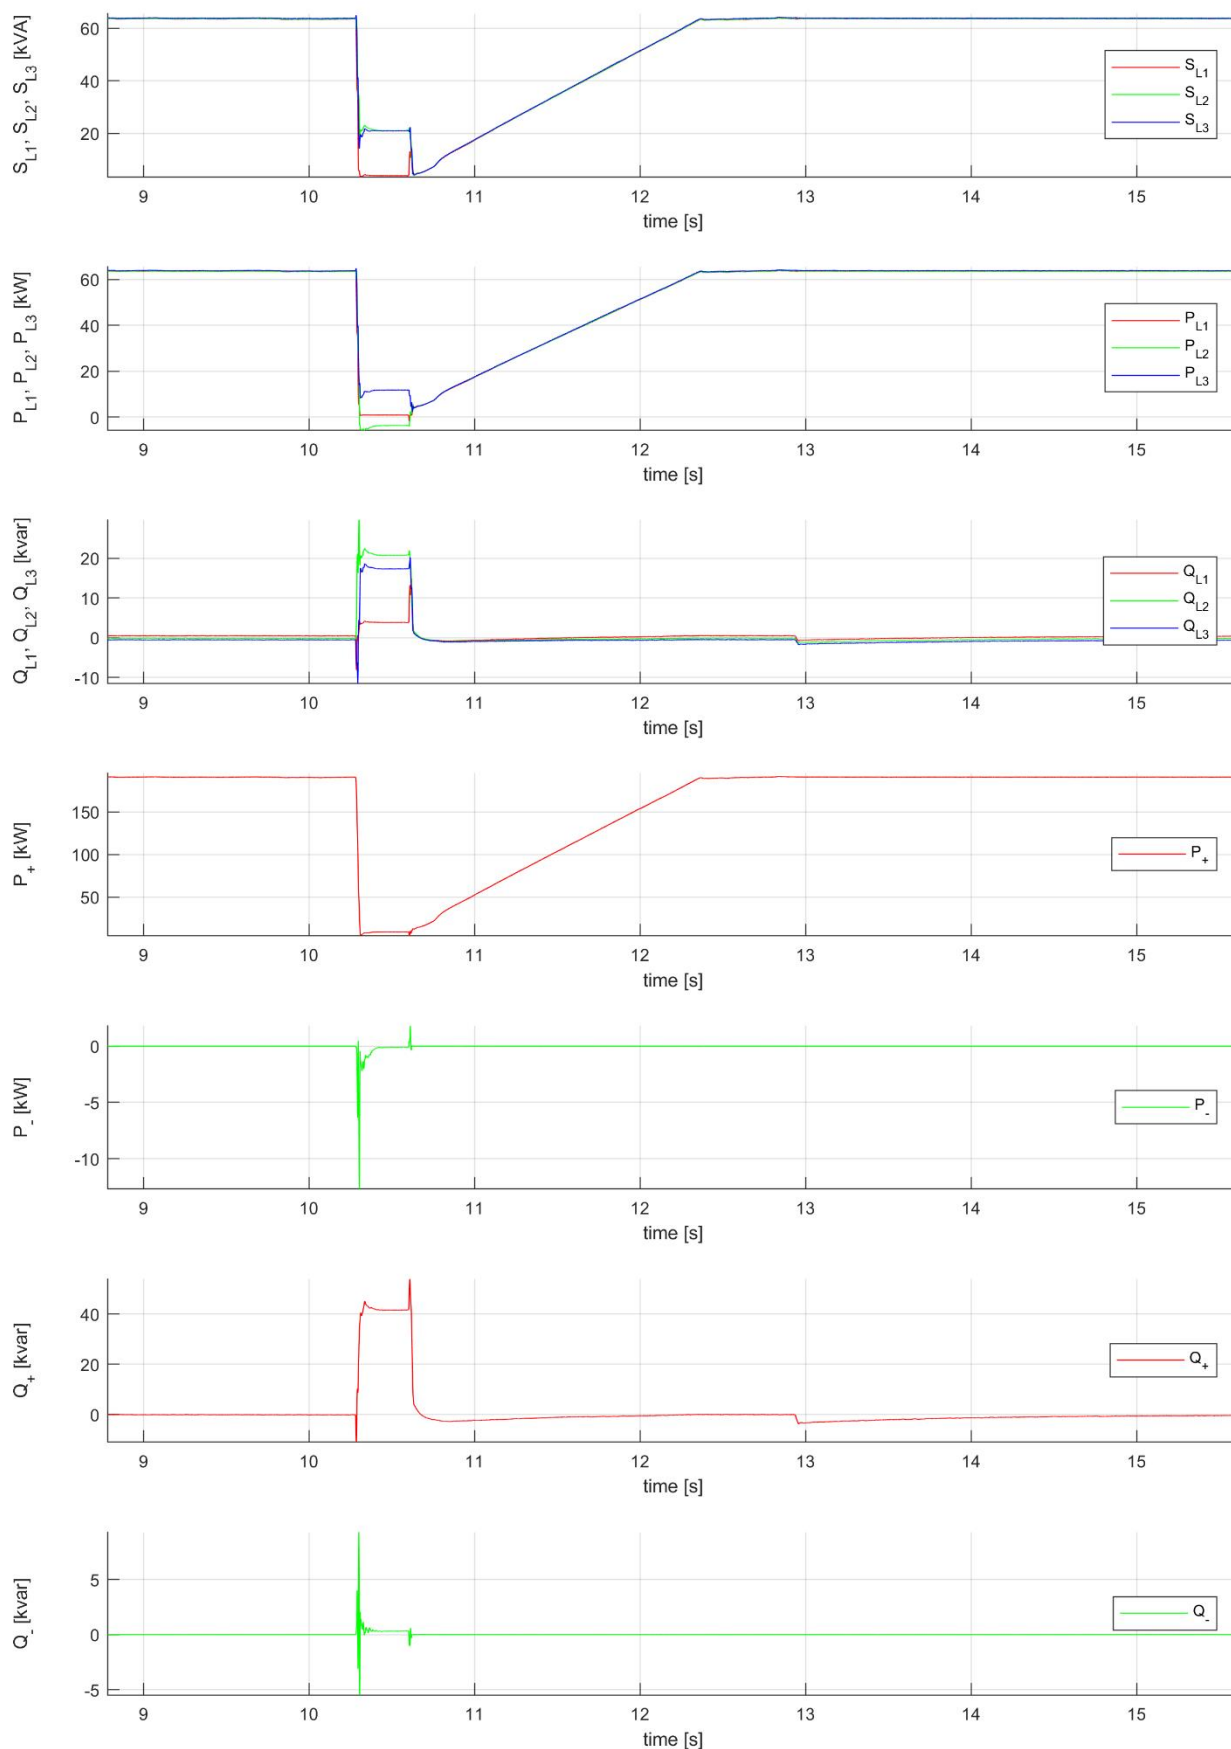 S_L1, S_L2, S_L3 [kVA]
60
40
20
S_L1
S_L2
S_L3
9 10 11 12 13 14 15
time [s]
P_L1, P_L2, P_L3 [kW]
60
40
20
0
P_L1
P_L2
P_L3
9 10 11 12 13 14 15
time [s]
Q_L1, Q_L2, Q_L3 [kvar]
20
10
0
-10
Q_L1
Q_L2
Q_L3
9 10 11 12 13 14 15
time [s]
P_+ [kW]
150
100
50
P_+
9 10 11 12 13 14 15
time [s]
P_- [kW]
0
-5
-10
P_-
9 10 11 12 13 14 15
time [s]
Q_+ [kvar]
40
20
0
Q_+
9 10 11 12 13 14 15
time [s]
Q_- [kvar]
5
0
-5
Q_-
9 10 11 12 13 14 15
time [s]